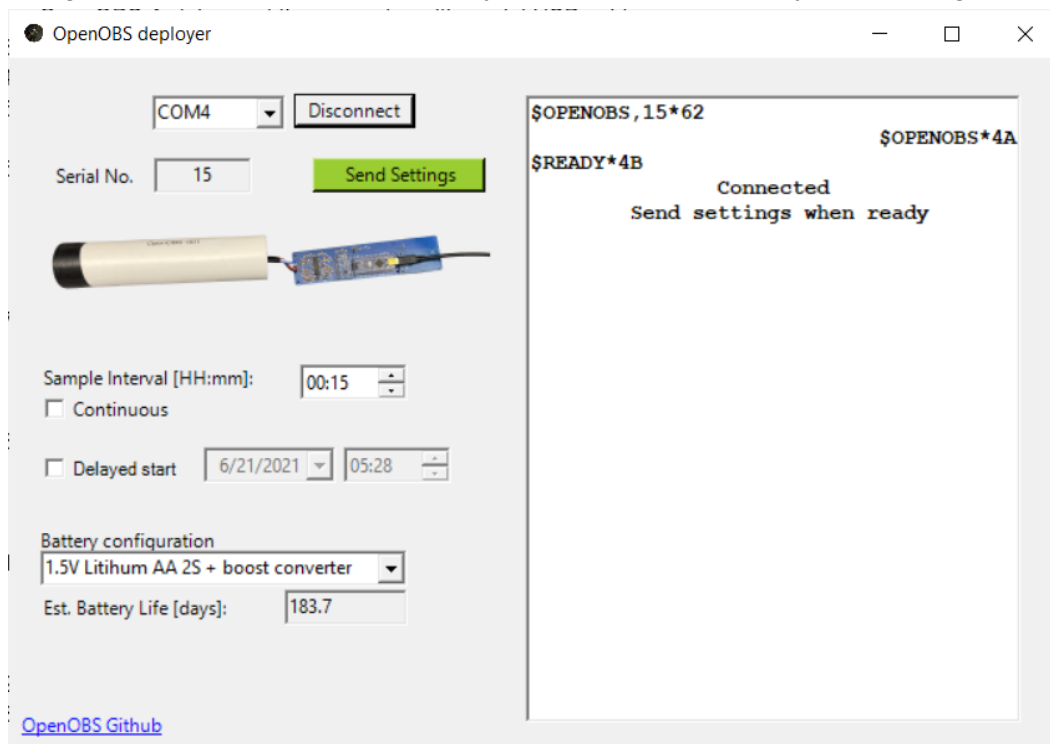 OpenOBS deployer
COM4
Disconnect
Serial No.
15
Send Settings
Sample Interval [HH:mm]:
00:15
Continuous
Delayed start
6/21/2021
05:28
Battery configuration
1.5V Litihum AA 2S + boost converter
Est. Battery Life [days]:
183.7
OpenOBS Github
$OPENOBS,15*62
$OPENOBS*4A
$READY*4B
Connected
Send settings when ready